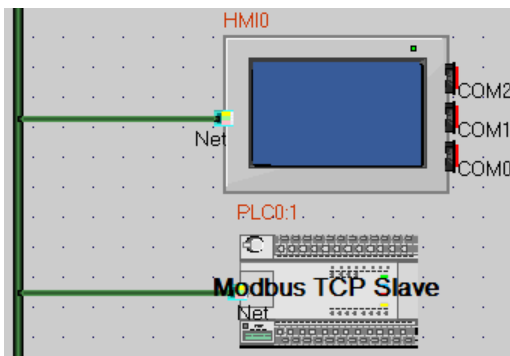 HMI0
COM2
COM1
Net
COM0
PLC0:1
Modbus TCP Slave
Net